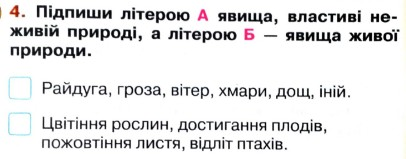 4. Підпиши літерою А явища, властиві не-
живій природі, а літерою Б — явища живої
природи.
Райдуга, гроза, вітер, хмари, дощ, іній.
Цвітіння рослин, достигання плодів,
пожовтіння листя, відліт птахів.